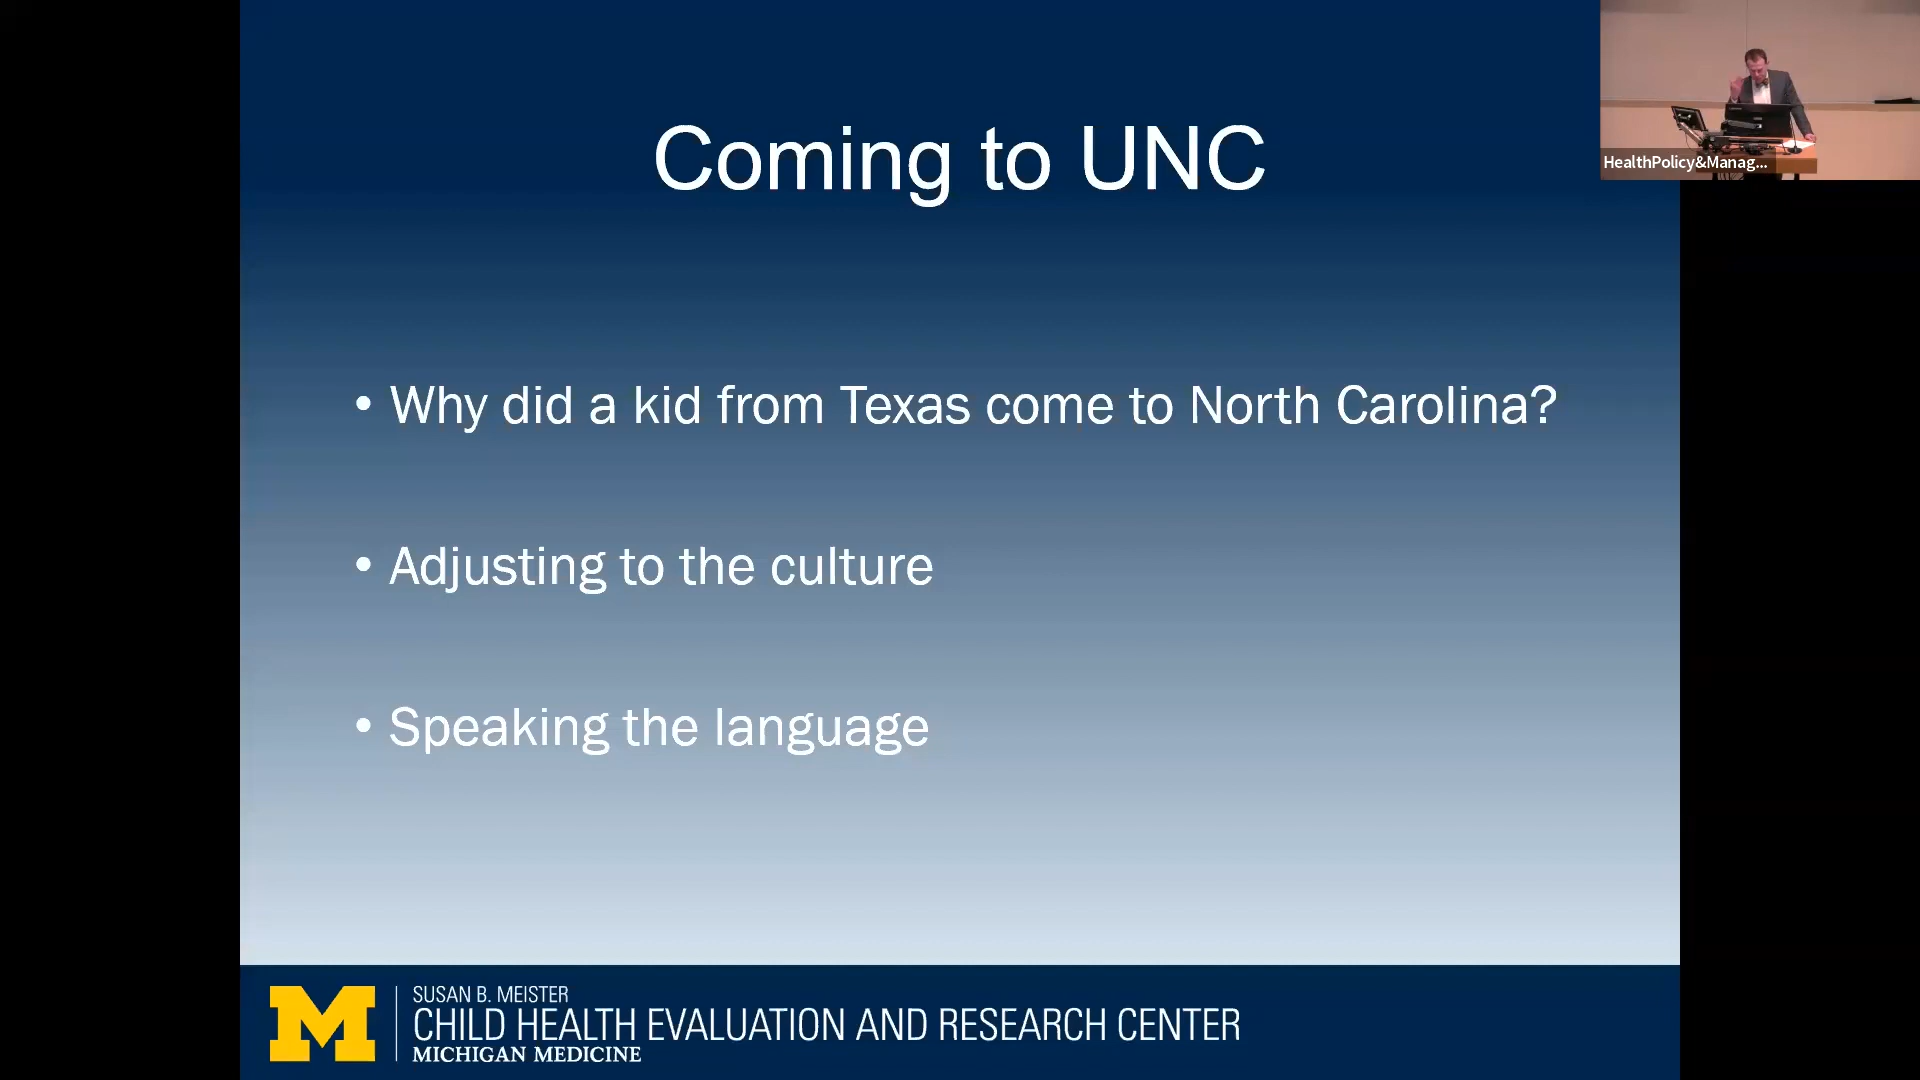 Coming to UNC
HealthPolicy&Manag...
• Why did a kid from Texas come to North Carolina?
• Adjusting to the culture
• Speaking the language
M
SUSAN B. MEISTER
CHILD HEALTH EVALUATION AND RESEARCH CENTER
MICHIGAN MEDICINE